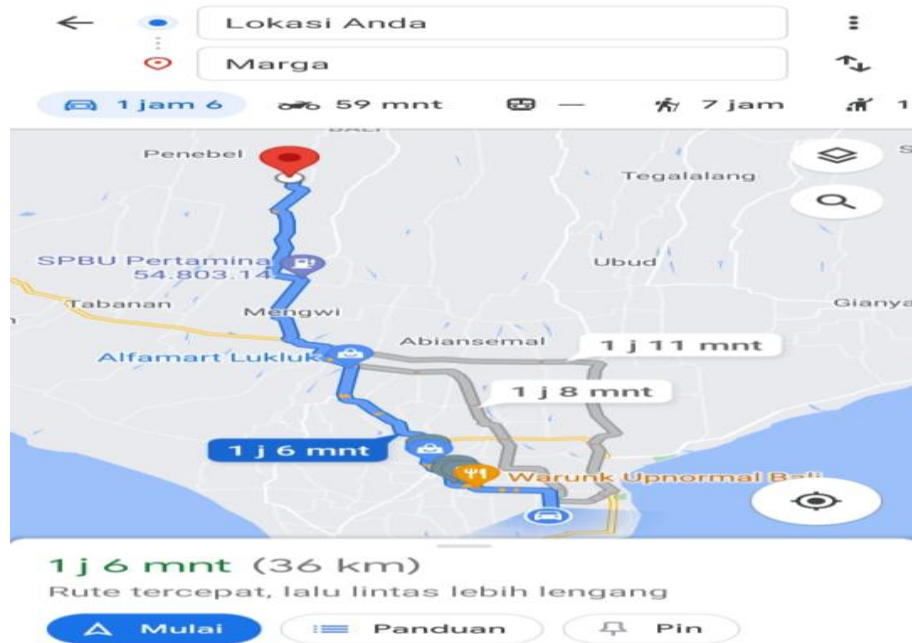 Lokasi Anda
Marga
1 jam 6 59 mnt — 7 jam 1
BALI
Penebel
Tegalalang
SPBU Pertamina
54.803.14
Ubud
Tabanan
Mengwi
Gianya
Abiansemal
Alfamart Lukluk
1 j 11 mnt
1 j 8 mnt
1 j 6 mnt
Warunk Upnormal Bali
1 j 6 mnt (36 km)
Rute tercepat, lalu lintas lebih lengang
Mulai Panduan Pin